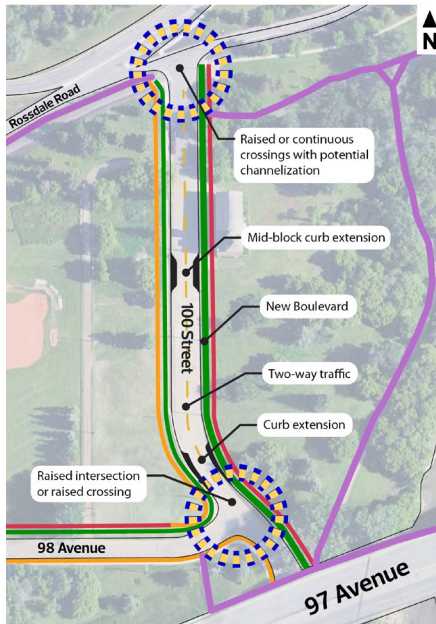 N
Rossdale Road
Raised or continuous
crossings with potential
channelization
Mid-block curb extension
100 Street
New Boulevard
Two-way traffic
Curb extension
Raised intersection
or raised crossing
98 Avenue
97 Avenue